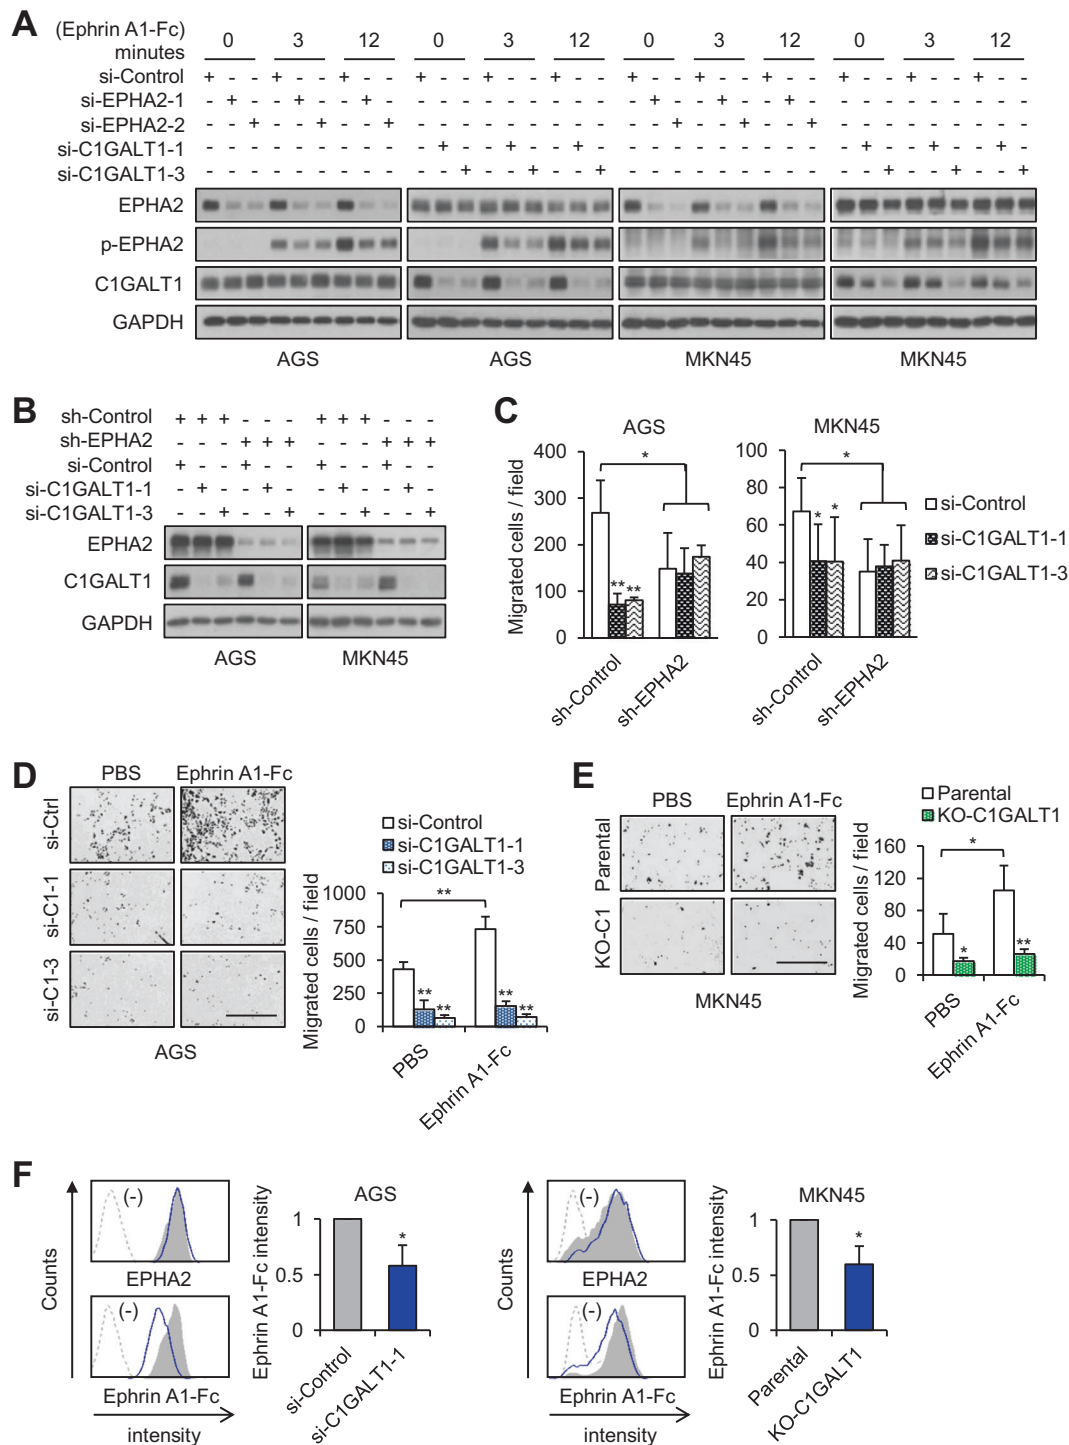 A
(Ephrin A1-Fc) minutes 0 3 12 0 3 12 0 3 12 0 3 12
si-Control + - - + - - + - - + - - + - - + - - + - - + - - + - - + - - + - - + - -
si-EPHA2-1 - + - - + - - + - - - - - - - - - - - + - - + - - + - - - - - - - - - -
si-EPHA2-2 - - + - - + - - + - - - - - - - - - - - + - - + - - + - - - - - - - - -
si-C1GALT1-1 - - - - - - - - - - + - - + - - + - - - - - - - - - - - + - - + - - + -
si-C1GALT1-3 - - - - - - - - - - - + - - + - - + - - - - - - - - - - - + - - + - - +
EPHA2
p-EPHA2
C1GALT1
GAPDH
AGS AGS MKN45 MKN45
B
sh-Control + + + - - - + + + - - -
sh-EPHA2 - - - + + + - - - + + +
si-Control + - - + - - + - - + - -
si-C1GALT1-1 - + - - + - - + - - + -
si-C1GALT1-3 - - + - - + - - + - - +
EPHA2
C1GALT1
GAPDH
AGS MKN45
C
AGS
Migrated cells / field
400
300
200
100
0
*
** **
sh-Control
sh-EPHA2
MKN45
100
80
60
40
20
0
*
* *
sh-Control
sh-EPHA2
si-Control
si-C1GALT1-1
si-C1GALT1-3
D
PBS Ephrin A1-Fc
si-Ctrl
si-C1-1
si-C1-3
AGS
si-Control
si-C1GALT1-1
si-C1GALT1-3
Migrated cells / field
1000
750
500
250
0
**
** **
** **
PBS
Ephrin A1-Fc
E
PBS Ephrin A1-Fc
Parental
KO-C1
MKN45
Parental
KO-C1GALT1
Migrated cells / field
160
120
80
40
0
*
*
**
PBS
Ephrin A1-Fc
F
Counts
(-)
EPHA2
(-)
Ephrin A1-Fc
intensity
AGS
Ephrin A1-Fc intensity
1
0.5
0
*
si-Control
si-C1GALT1-1
Counts
(-)
EPHA2
(-)
Ephrin A1-Fc
intensity
MKN45
Ephrin A1-Fc intensity
1
0.5
0
*
Parental
KO-C1GALT1